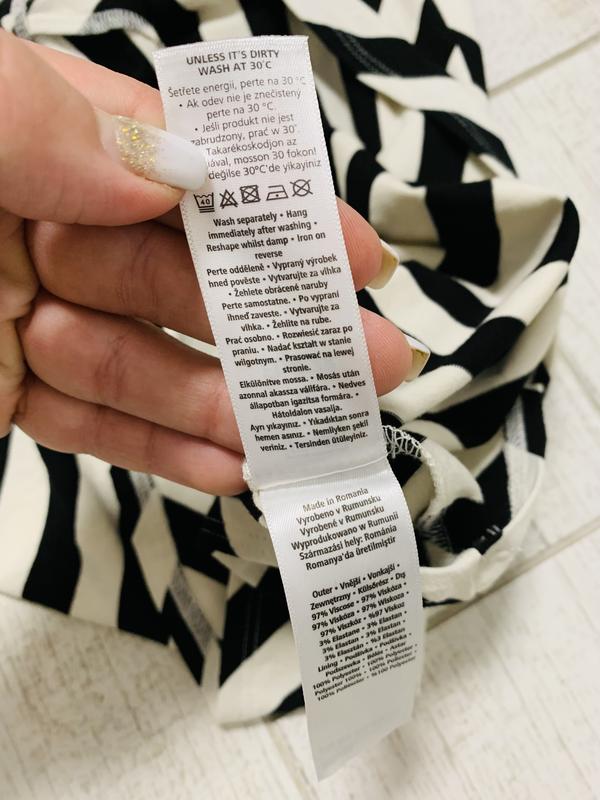 UNLESS IT'S DIRTY
WASH AT 30°C
Šetřete energii, perte na 30 °C
• Ak odev nie je znečistený
perte na 30 °C.
• Jeśli produkt nie jest
zabrudzony, prać w 30°.
Takarékoskodjon az
mosson 30 fokon!
değilse 30°C'de yıkayınız
40
Wash separately • Hang
immediately after washing •
Reshape whilst damp • Iron on
reverse
Perte odděleně • Vypraný výrobek
ihned pověste • Vytvarujte za vlhka
• Žehlete obrácené naruby
Perte samostatne. • Po vypraní
ihneď zaveste. • Vytvarujte za
vlhka. • Žehlite na rube.
Prać osobno. • Rozwiesić zaraz po
praniu. • Nadać kształt w stanie
wilgotnym. • Prasować na lewej
stronie.
Elkülönítve mossa. • Mosás után
azonnal akassza vállfára. • Nedves
állapotban igazítsa formára. •
Hátoldalon vasalja.
Ayrı yıkayınız. • Yıkadıktan sonra
hemen asınız. • Nemliyken şekil
veriniz. • Tersinden ütüleyiniz.
Made in Romania
Vyrobeno v Rumunsku
Vyrobené v Rumunsku
Wyprodukowano w Rumunii
Származási hely: Románia
Romanya'da üretilmiştir
Outer • Vnější • Vonkajší •
Zewnętrzny • Külsőrész • Dış
97% Viscose • 97% Viskóza •
97% Viskóza • 97% Wiskoza •
97% Viszkóz • %97 Viskoz
3% Elastane • 3% Elastan •
3% Elastan • 3% Elastan •
3% Elasztán • %3 Elastan
Lining • Podšívka • Podšívka •
Podszewka • Bélés • Astar
100% Polyester • 100% Polyester •
Polyester 100% • 100% Poliester •
100% Poliészter • %100 Polyester